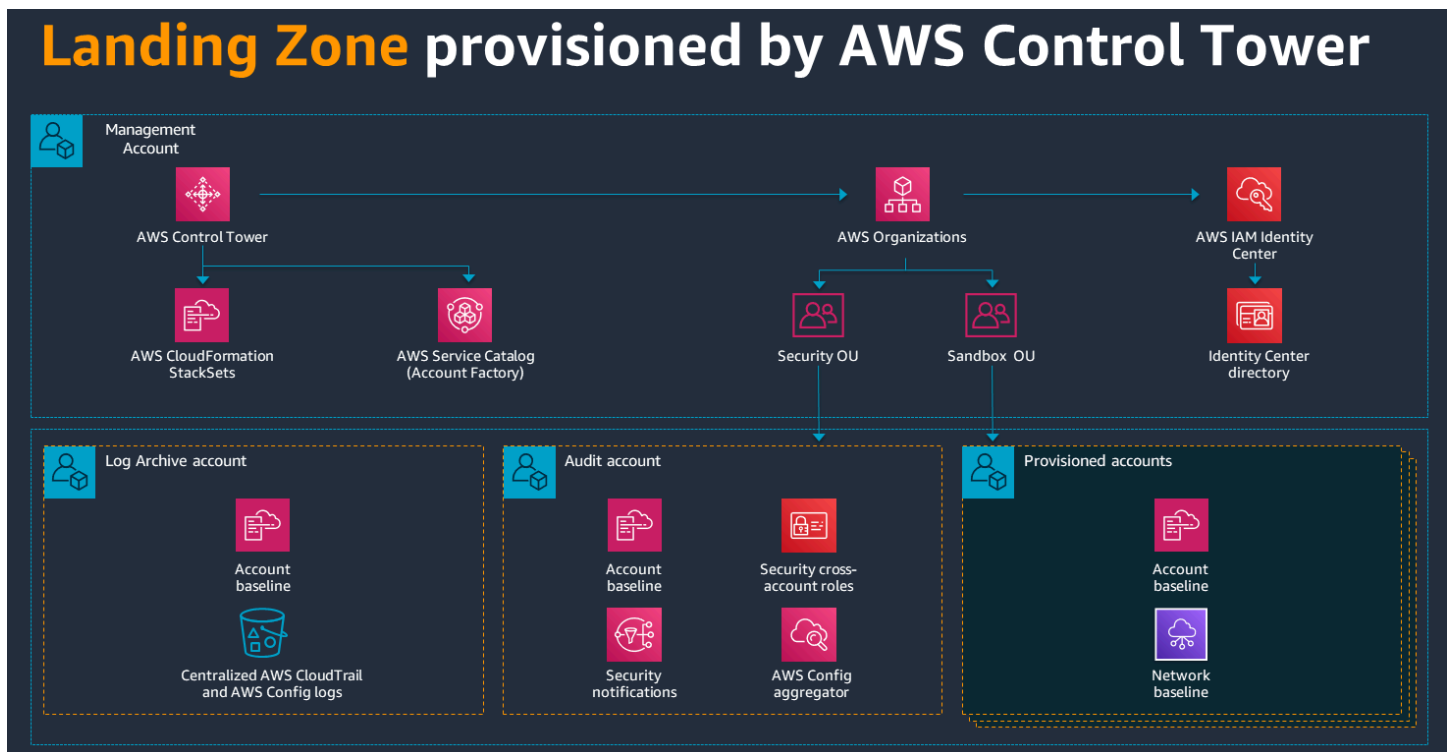 Landing Zone provisioned by AWS Control Tower
Management
Account
AWS Control Tower
AWS Organizations
AWS IAM Identity
Center
AWS CloudFormation
StackSets
AWS Service Catalog
(Account Factory)
Security OU
Sandbox OU
Identity Center
directory
Log Archive account
Account
baseline
Centralized AWS CloudTrail
and AWS Config logs
Audit account
Account
baseline
Security cross-
account roles
Security
notifications
AWS Config
aggregator
Provisioned accounts
Account
baseline
Network
baseline